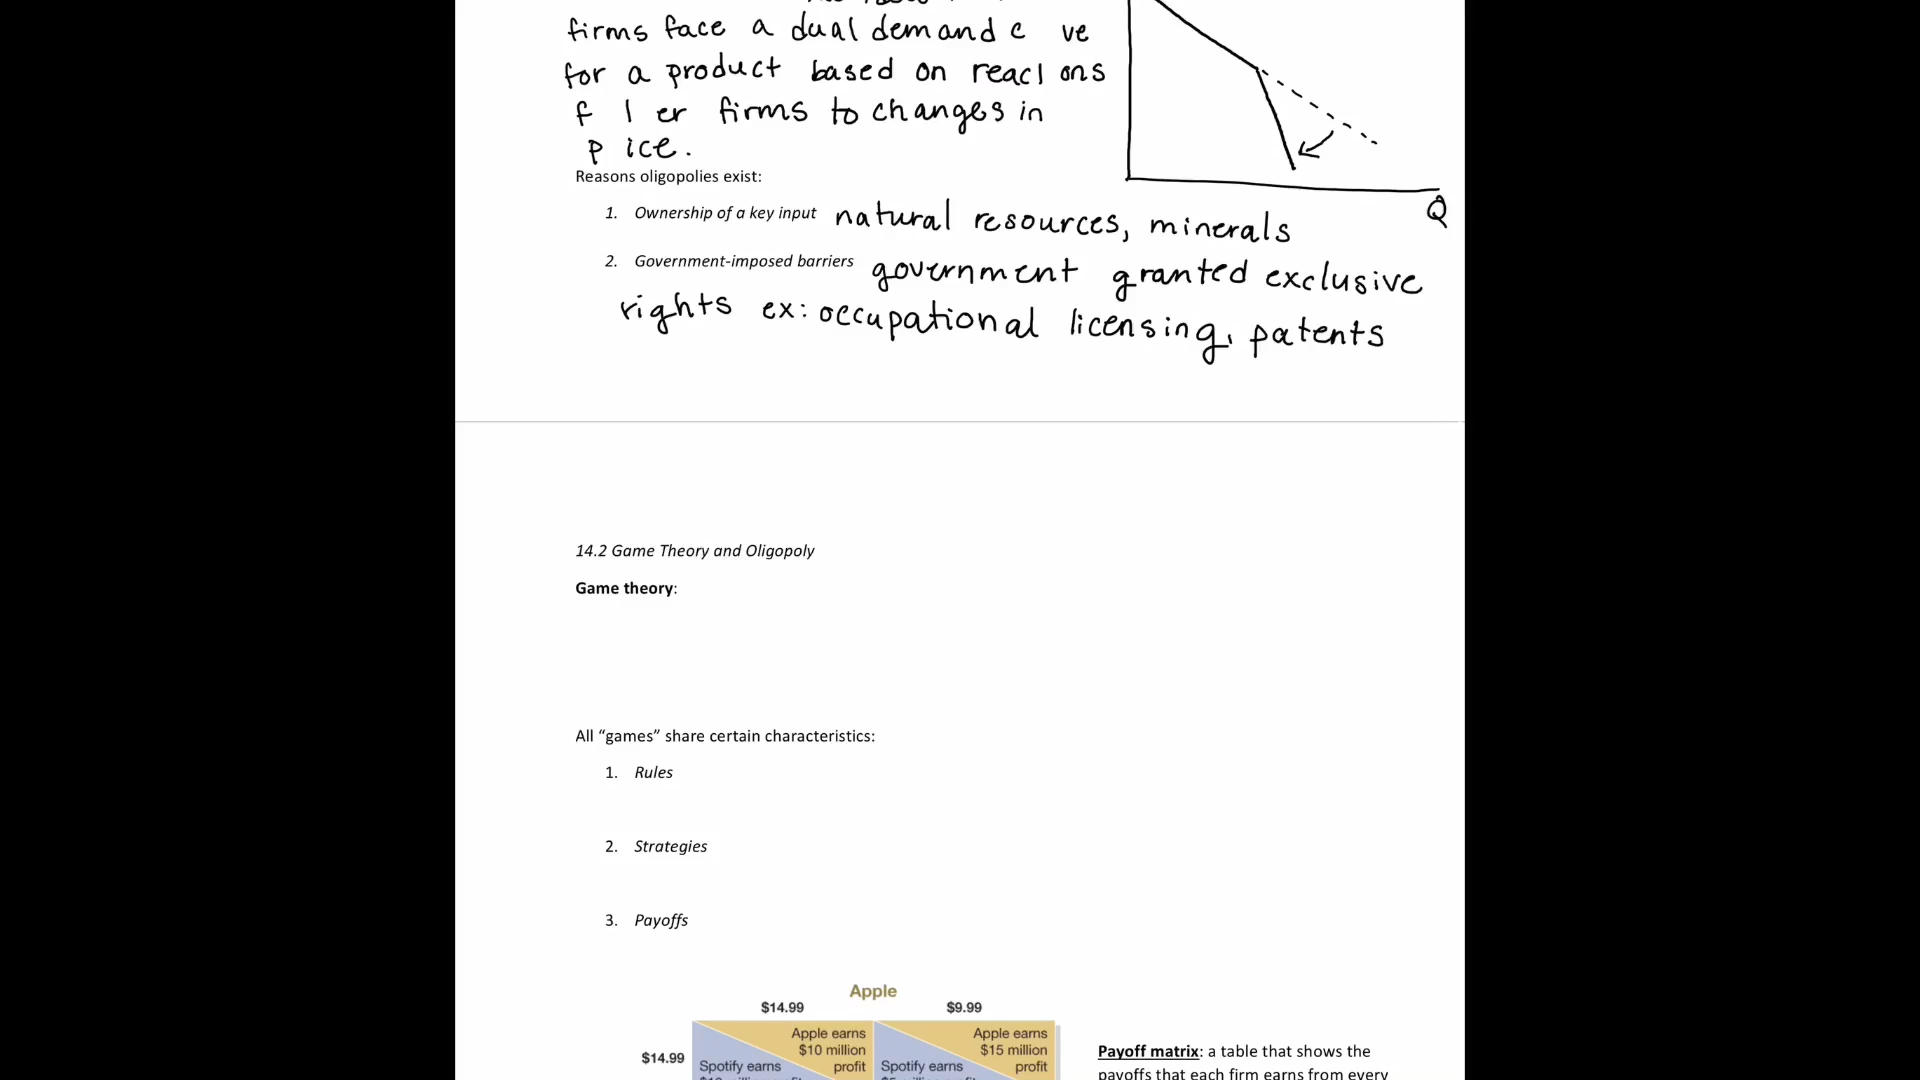 firms face a dual demand c ve
for a product based on reac ons
f er firms to changes in
p ice.
Reasons oligopolies exist:
1. Ownership of a key input natural resources, minerals
Q
2. Government-imposed barriers government granted exclusive
rights ex: occupational licensing, patents
14.2 Game Theory and Oligopoly
Game theory:
All “games” share certain characteristics:
1. Rules
2. Strategies
3. Payoffs
Apple
$14.99 $9.99
Apple earns $10 million profit
Apple earns $15 million profit
$14.99
Spotify earns
Spotify earns
Payoff matrix: a table that shows the
payoffs that each firm earns from every